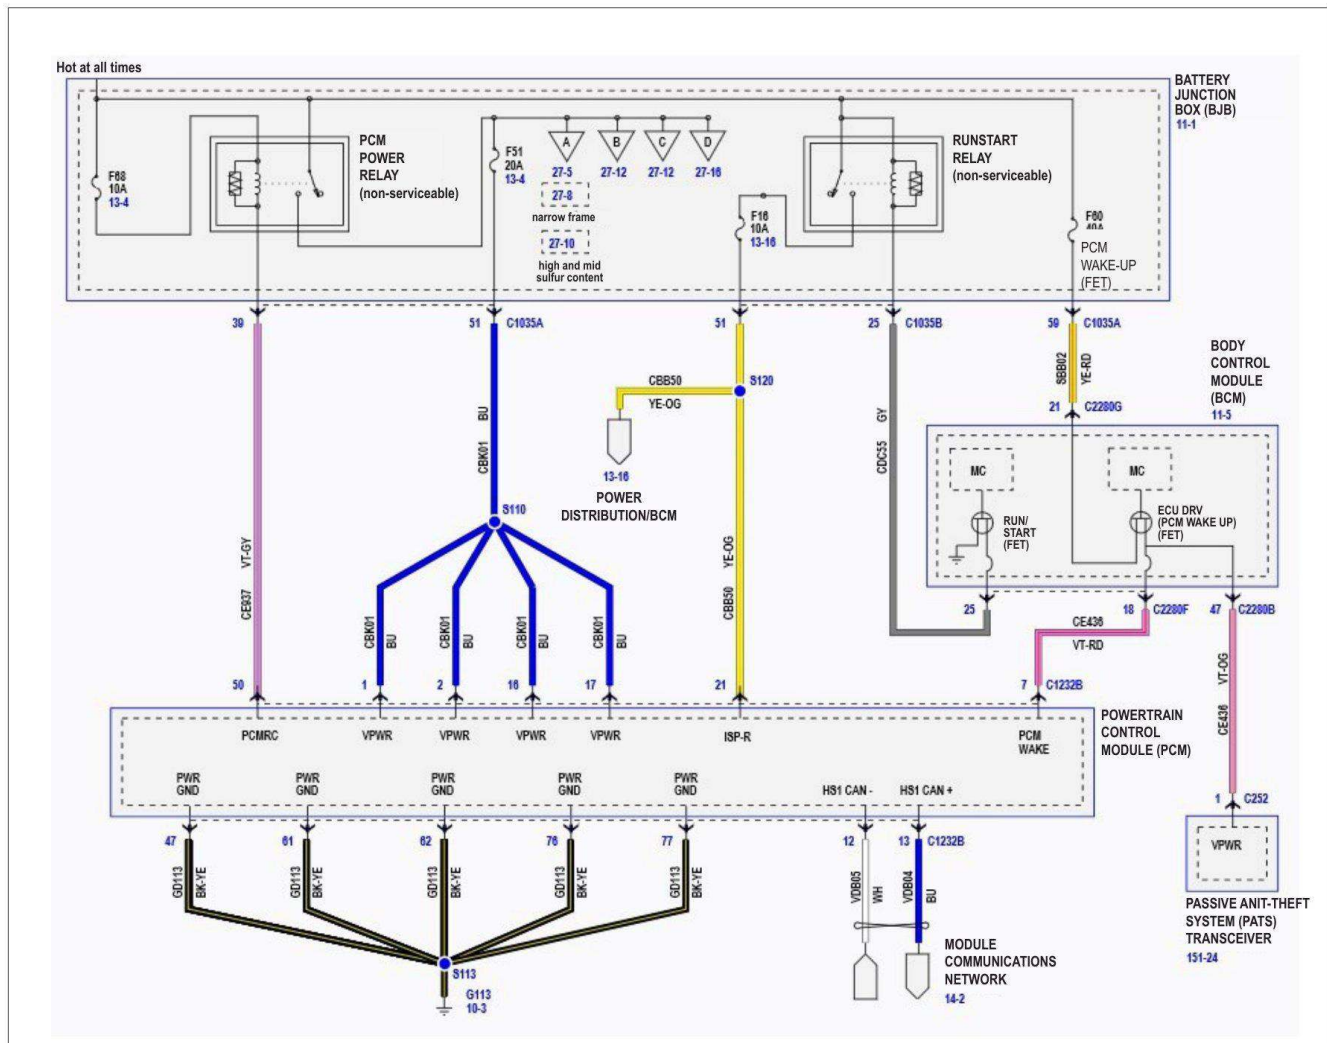 Hot at all times
BATTERY
JUNCTION
BOX (BJB)
11-1
PCM
POWER
RELAY
(non-serviceable)
F68
10A
13-4
F51
20A
13-4
A
B
C
D
27-5
27-12
27-12
27-16
27-8
narrow frame
27-10
high and mid
sulfur content
RUNSTART
RELAY
(non-serviceable)
F16
10A
13-16
F60
40A
PCM
WAKE-UP
(FET)
39
51
C1035A
51
25
C1035B
59
C1035A
SBB02
YE-RD
21
C2280G
BODY
CONTROL
MODULE
(BCM)
11-5
CBB50
YE-OG
S120
13-16
POWER
DISTRIBUTION/BCM
BU
CBK01
S110
GY
CDC55
MC
MC
RUN/
START
(FET)
ECU DRV
(PCM WAKE UP)
(FET)
25
18
C2280F
47
C2280B
VT-GY
CE937
CBK01
BU
CBK01
BU
CBK01
BU
CBK01
BU
YE-OG
CBB50
CE436
VT-RD
VT-OG
CE436
50
1
2
16
17
21
7
C1232B
PCMRC
VPWR
VPWR
VPWR
VPWR
ISP-R
PCM
WAKE
POWERTRAIN
CONTROL
MODULE (PCM)
PWR
GND
PWR
GND
PWR
GND
PWR
GND
PWR
GND
HS1 CAN -
HS1 CAN +
47
61
62
76
77
12
13
C1232B
1
C252
VPWR
PASSIVE ANIT-THEFT
SYSTEM (PATS)
TRANSCEIVER
151-24
GD113
BK-YE
GD113
BK-YE
GD113
BK-YE
GD113
BK-YE
GD113
BK-YE
VDB05
WH
VDB04
BU
S113
G113
10-3
MODULE
COMMUNICATIONS
NETWORK
14-2